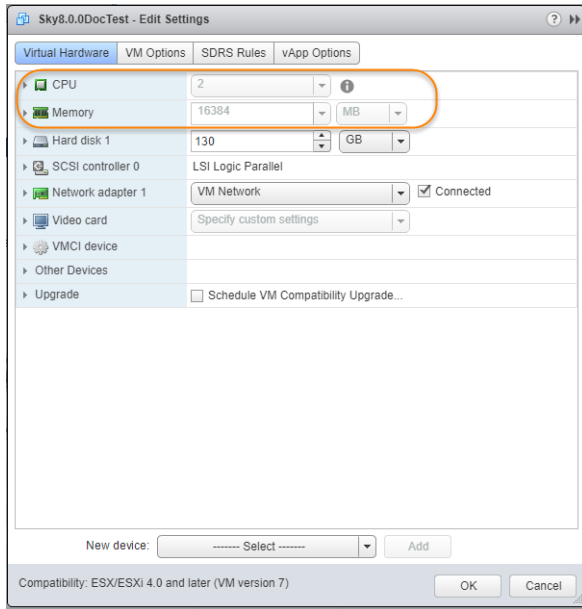 Sky8.0.0DocTest - Edit Settings ?
Virtual Hardware VM Options SDRS Rules vApp Options
CPU 2
Memory 16384 MB
Hard disk 1 130 GB
SCSI controller 0 LSI Logic Parallel
Network adapter 1 VM Network Connected
Video card Specify custom settings
VMCI device
Other Devices
Upgrade Schedule VM Compatibility Upgrade...
New device: ------- Select ------- Add
Compatibility: ESX/ESXi 4.0 and later (VM version 7) OK Cancel